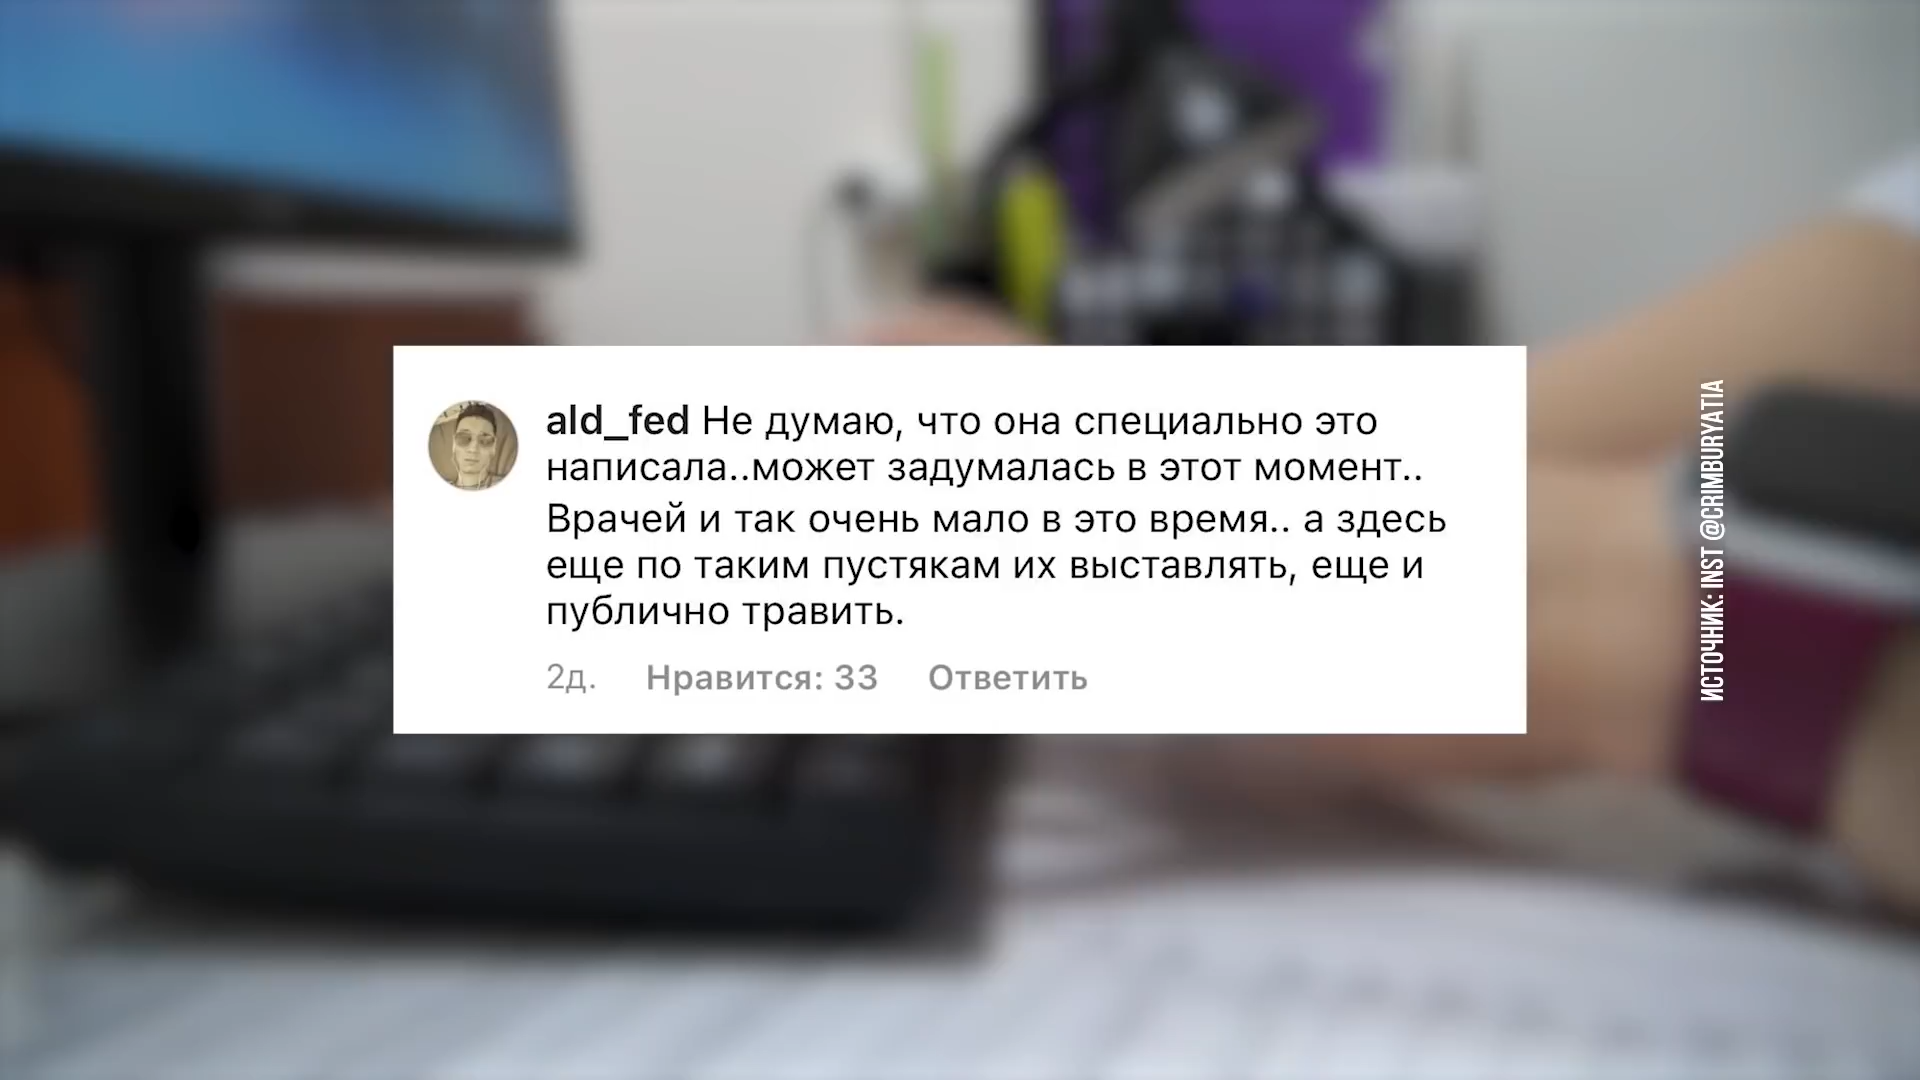 ald_fed Не думаю, что она специально это
написала..может задумалась в этот момент..
Врачей и так очень мало в это время.. а здесь
еще по таким пустякам их выставлять, еще и
публично травить.
2д. Нравится: 33 Ответить
ИСТОЧНИК: INST @CRIMBURYATIA